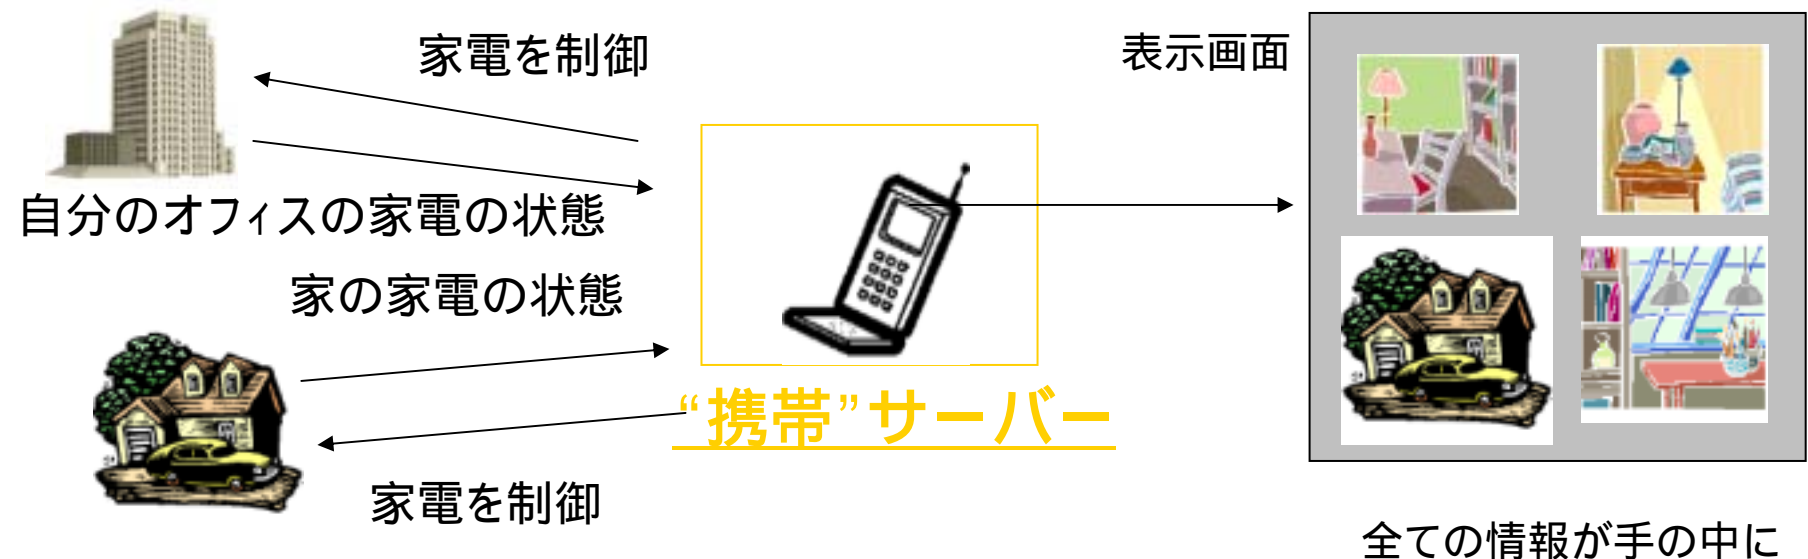 家電を制御
表示画面
自分のオフィスの家電の状態
家の家電の状態
“携帯”サーバー
家電を制御
全ての情報が手の中に